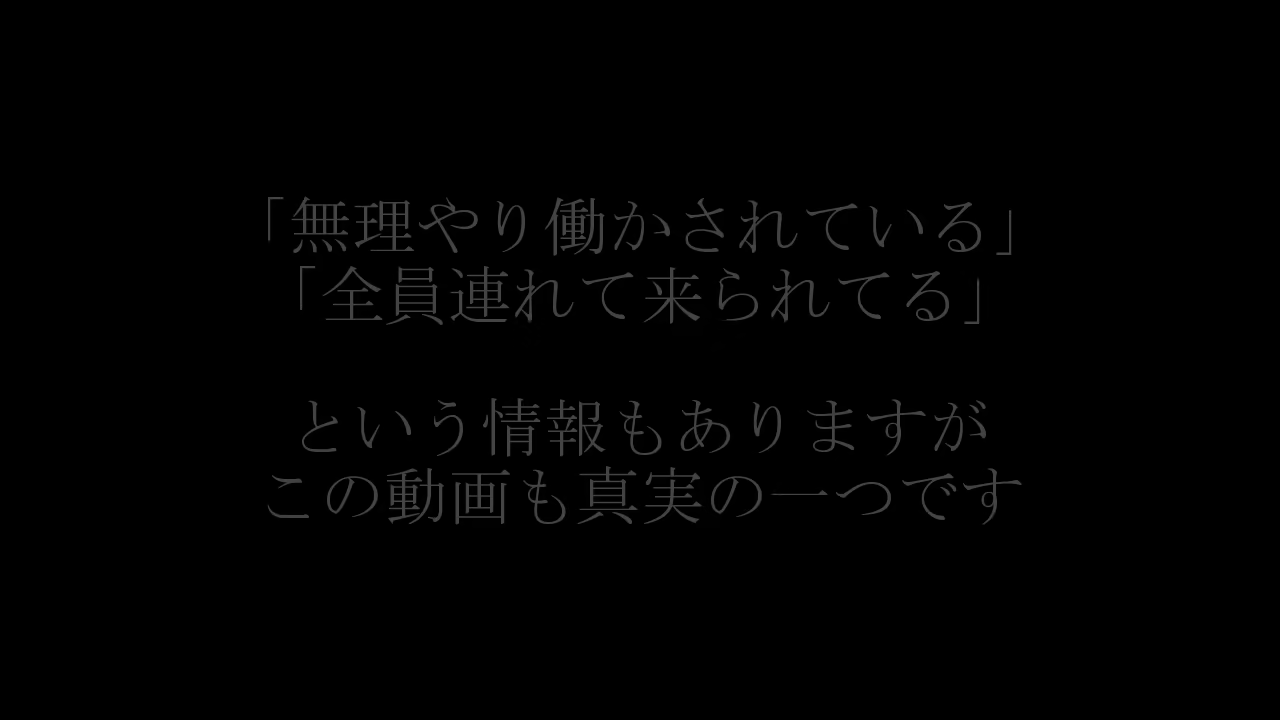 「無理やり働かされている」
「全員連れて来られてる」
という情報もありますが
この動画も真実の一つです